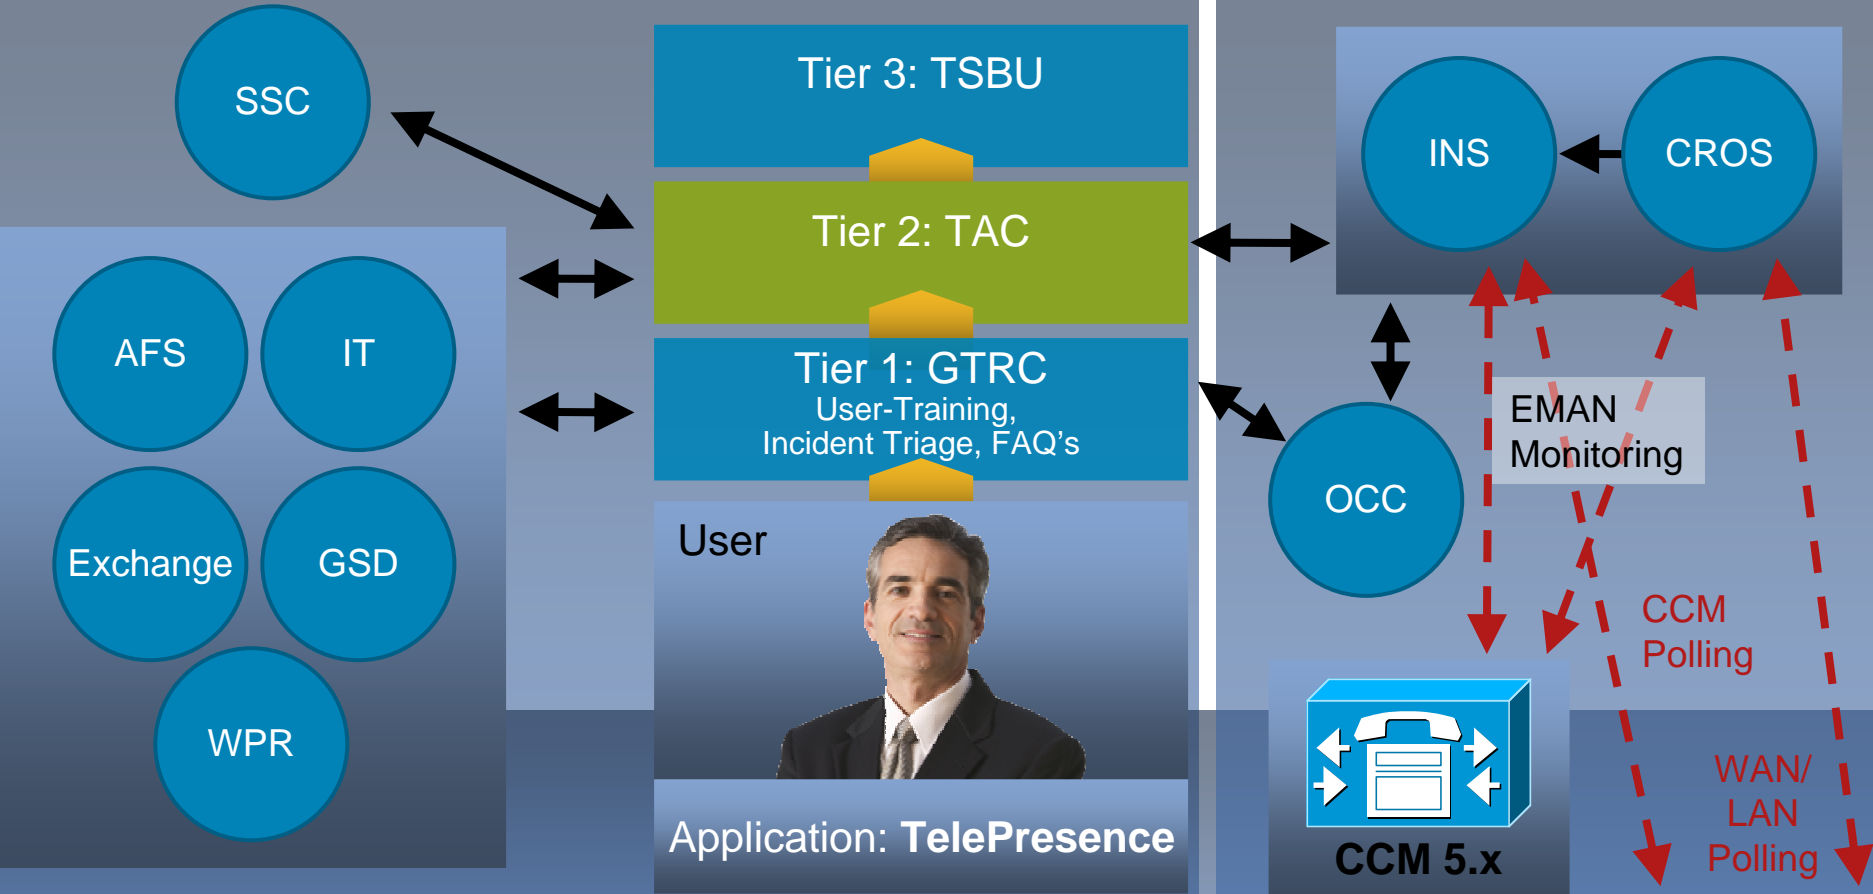 SSC
AFS
IT
Exchange
GSD
WPR
Tier 3: TSBU
Tier 2: TAC
Tier 1: GTRC
User-Training,
Incident Triage, FAQ's
User
Application: TelePresence
INS
CROS
OCC
EMAN
Monitoring
CCM
Polling
WAN/
LAN
Polling
CCM 5.x